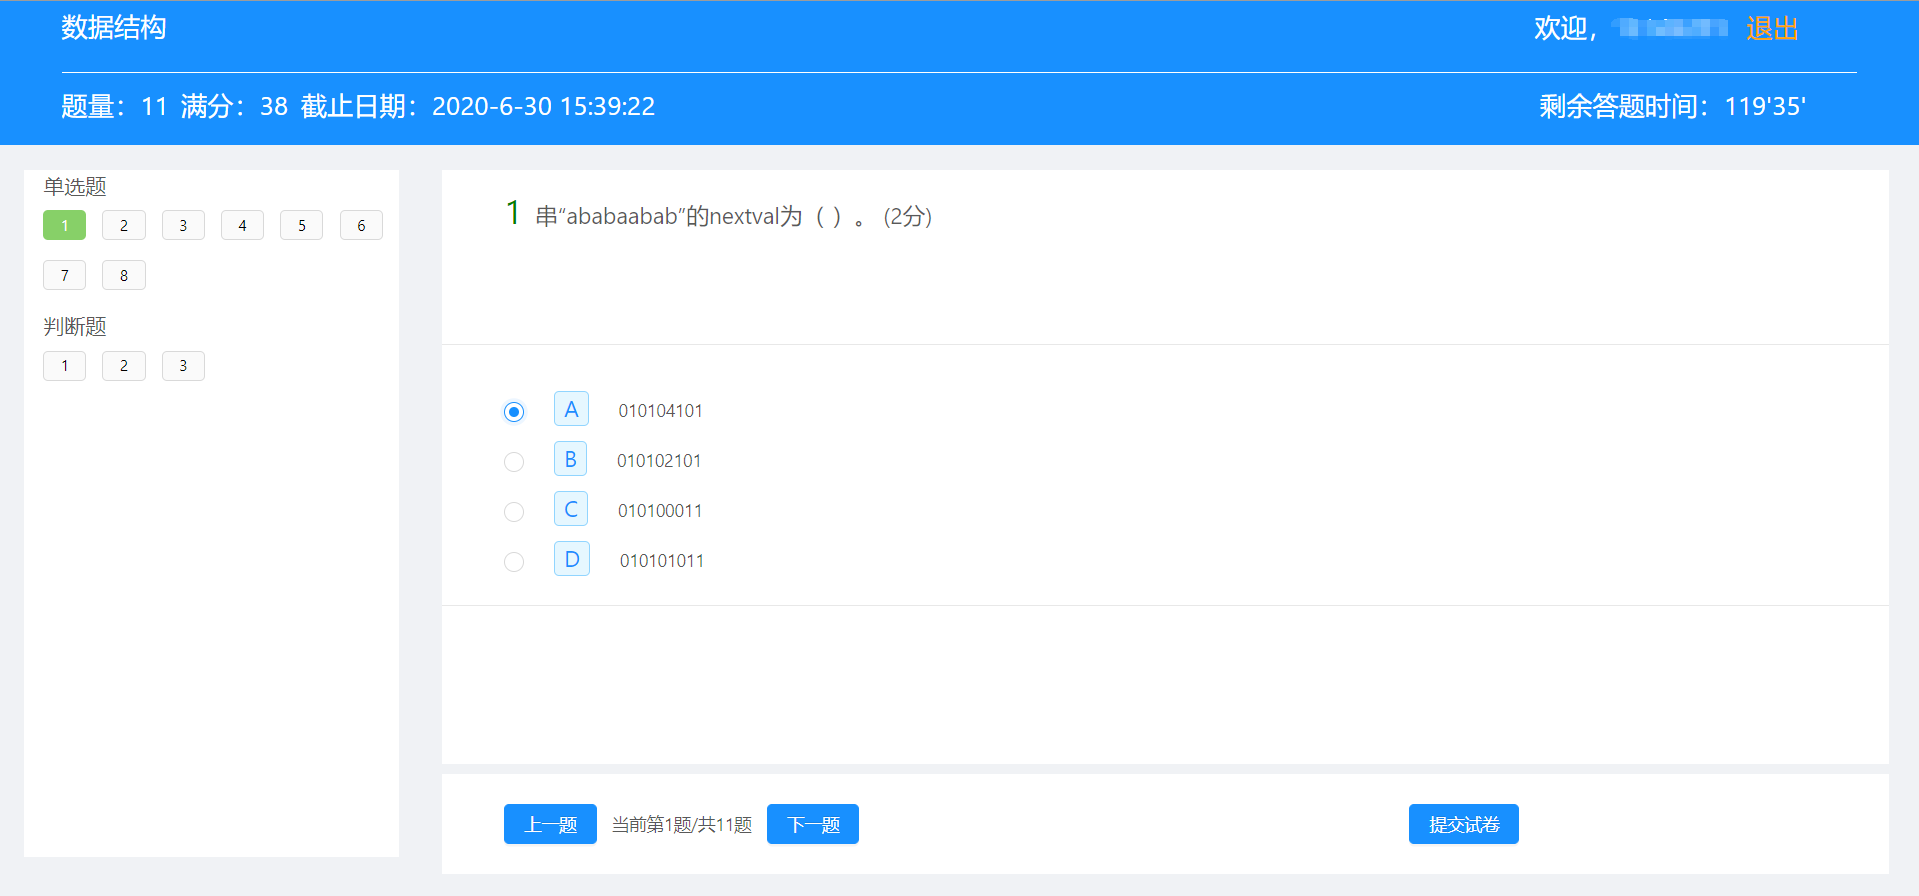 数据结构
欢迎, 退出
题量：11 满分：38 截止日期：2020-6-30 15:39:22
剩余答题时间：119'35'
单选题
1 2 3 4 5 6
7 8
判断题
1 2 3
1 串“ababaabab”的nextval为（ ）。 (2分)
A 010104101
B 010102101
C 010100011
D 010101011
上一题 当前第1题/共11题 下一题
提交试卷